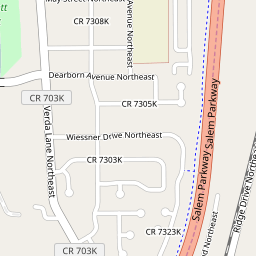 May Street Northeast
CR 7308K
Avenue Northeast
Dearborn Avenue Northeast
CR 703K
CR 7305K
Verda Lane Northeast
Wiessner Drive Northeast
CR 7303K
Salem Parkway Salem Parkway
Ridge Drive Northeast
CR 7323K
CR 703K
Northeast